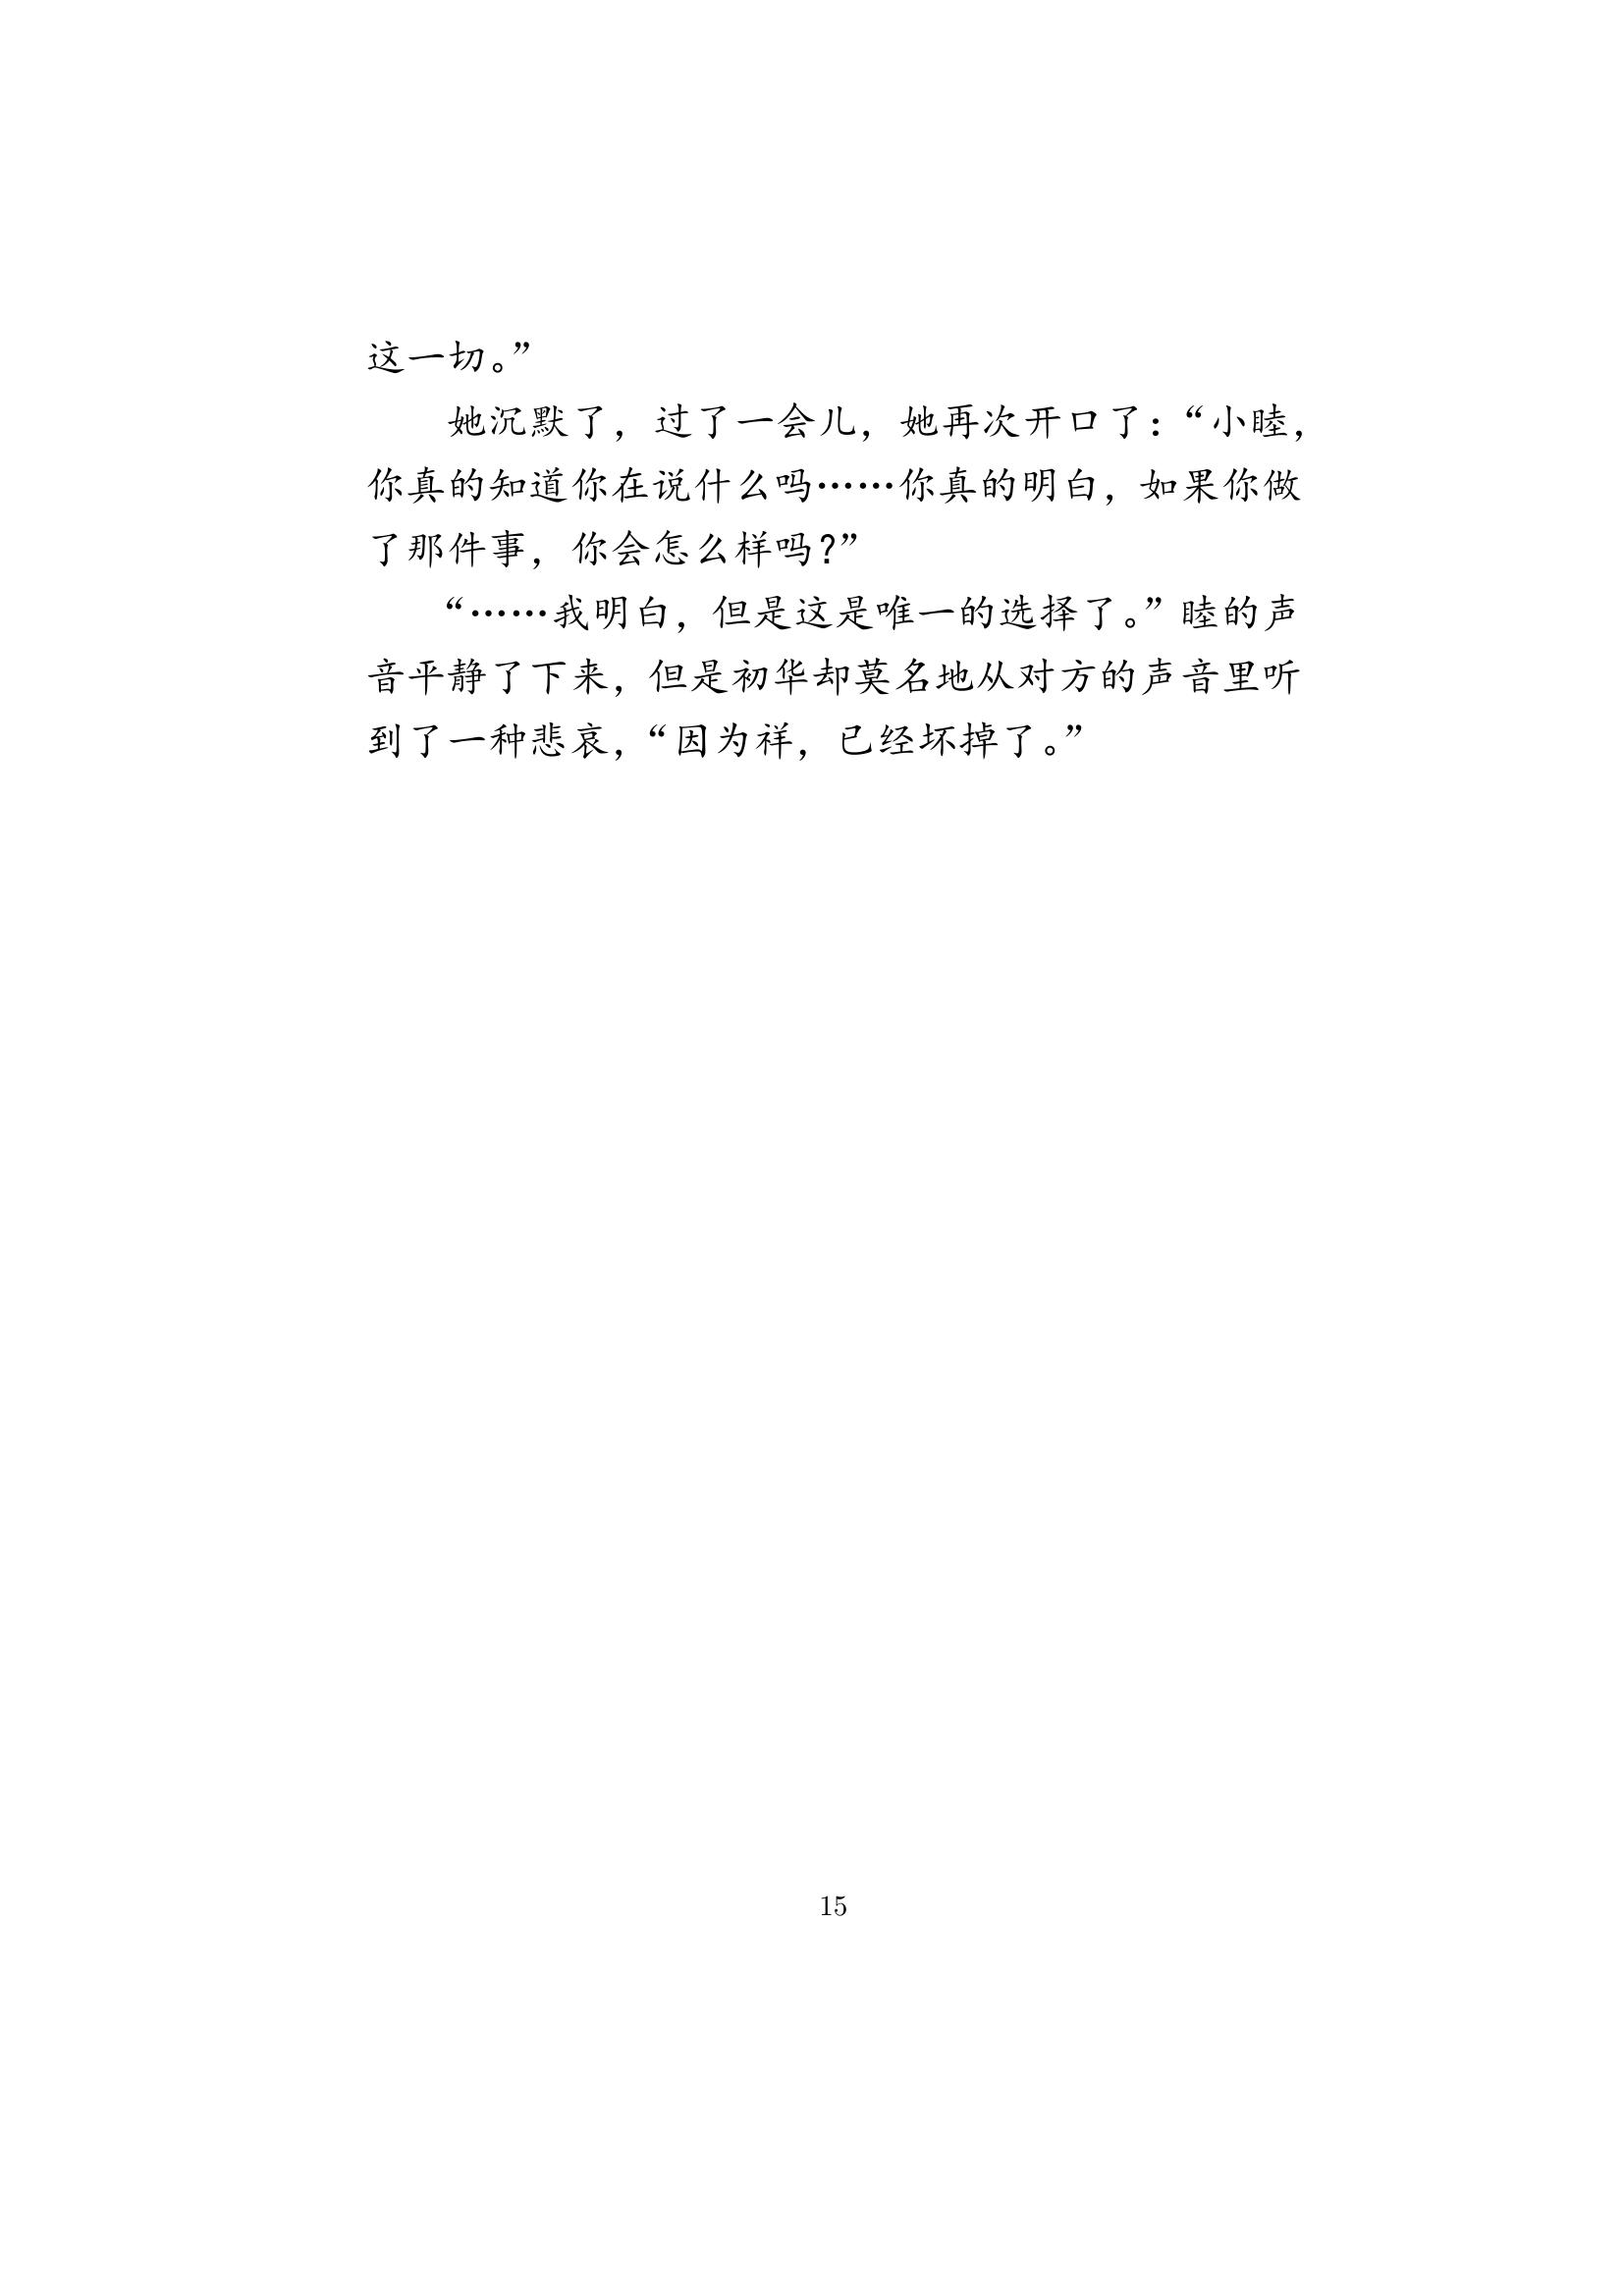 这一切。”
她沉默了，过了一会儿，她再次开口了：“小睦，
你真的知道你在说什么吗……你真的明白，如果你做
了那件事，你会怎么样吗？”
“……我明白，但是这是唯一的选择了。”睦的声
音平静了下来，但是初华却莫名地从对方的声音里听
到了一种悲哀，“因为祥，已经坏掉了。”
15